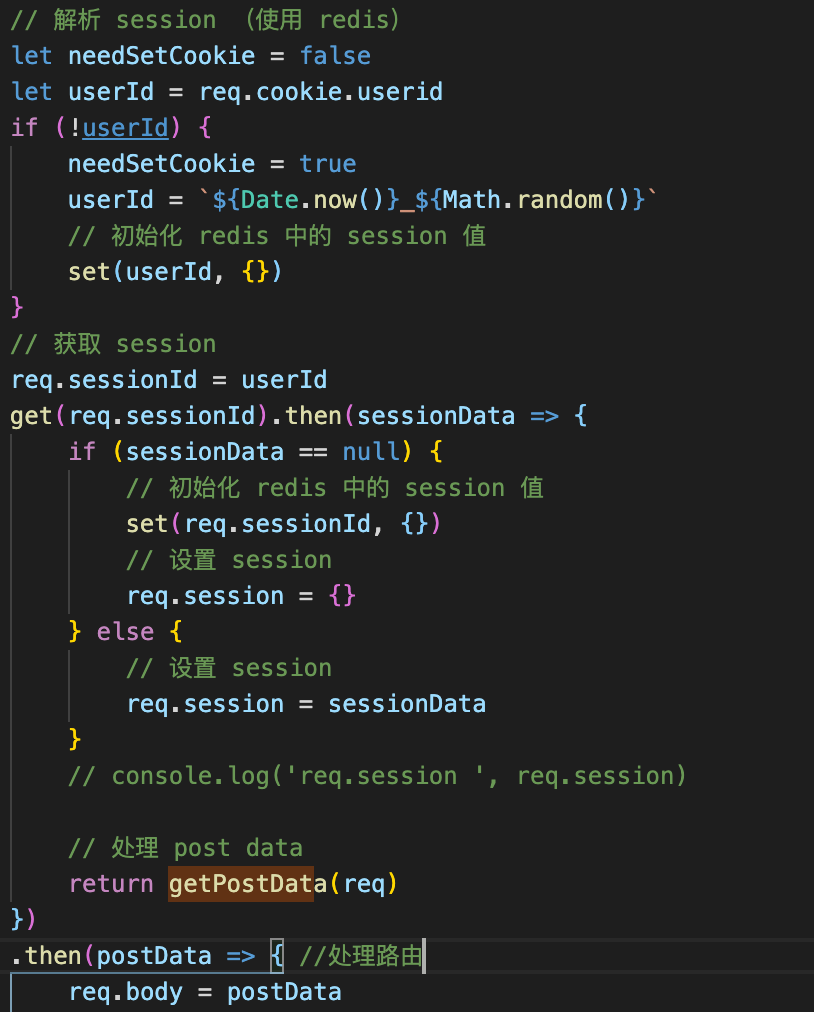 // 解析 session （使用 redis）
let needSetCookie = false
let userId = req.cookie.userid
if (!userId) {
    needSetCookie = true
    userId = `${Date.now()}_${Math.random()}`
    // 初始化 redis 中的 session 值
    set(userId, {})
}
// 获取 session
req.sessionId = userId
get(req.sessionId).then(sessionData => {
    if (sessionData == null) {
        // 初始化 redis 中的 session 值
        set(req.sessionId, {})
        // 设置 session
        req.session = {}
    } else {
        // 设置 session
        req.session = sessionData
    }
    // console.log('req.session ', req.session)

    // 处理 post data
    return getPostData(req)
})
.then(postData => { //处理路由
    req.body = postData